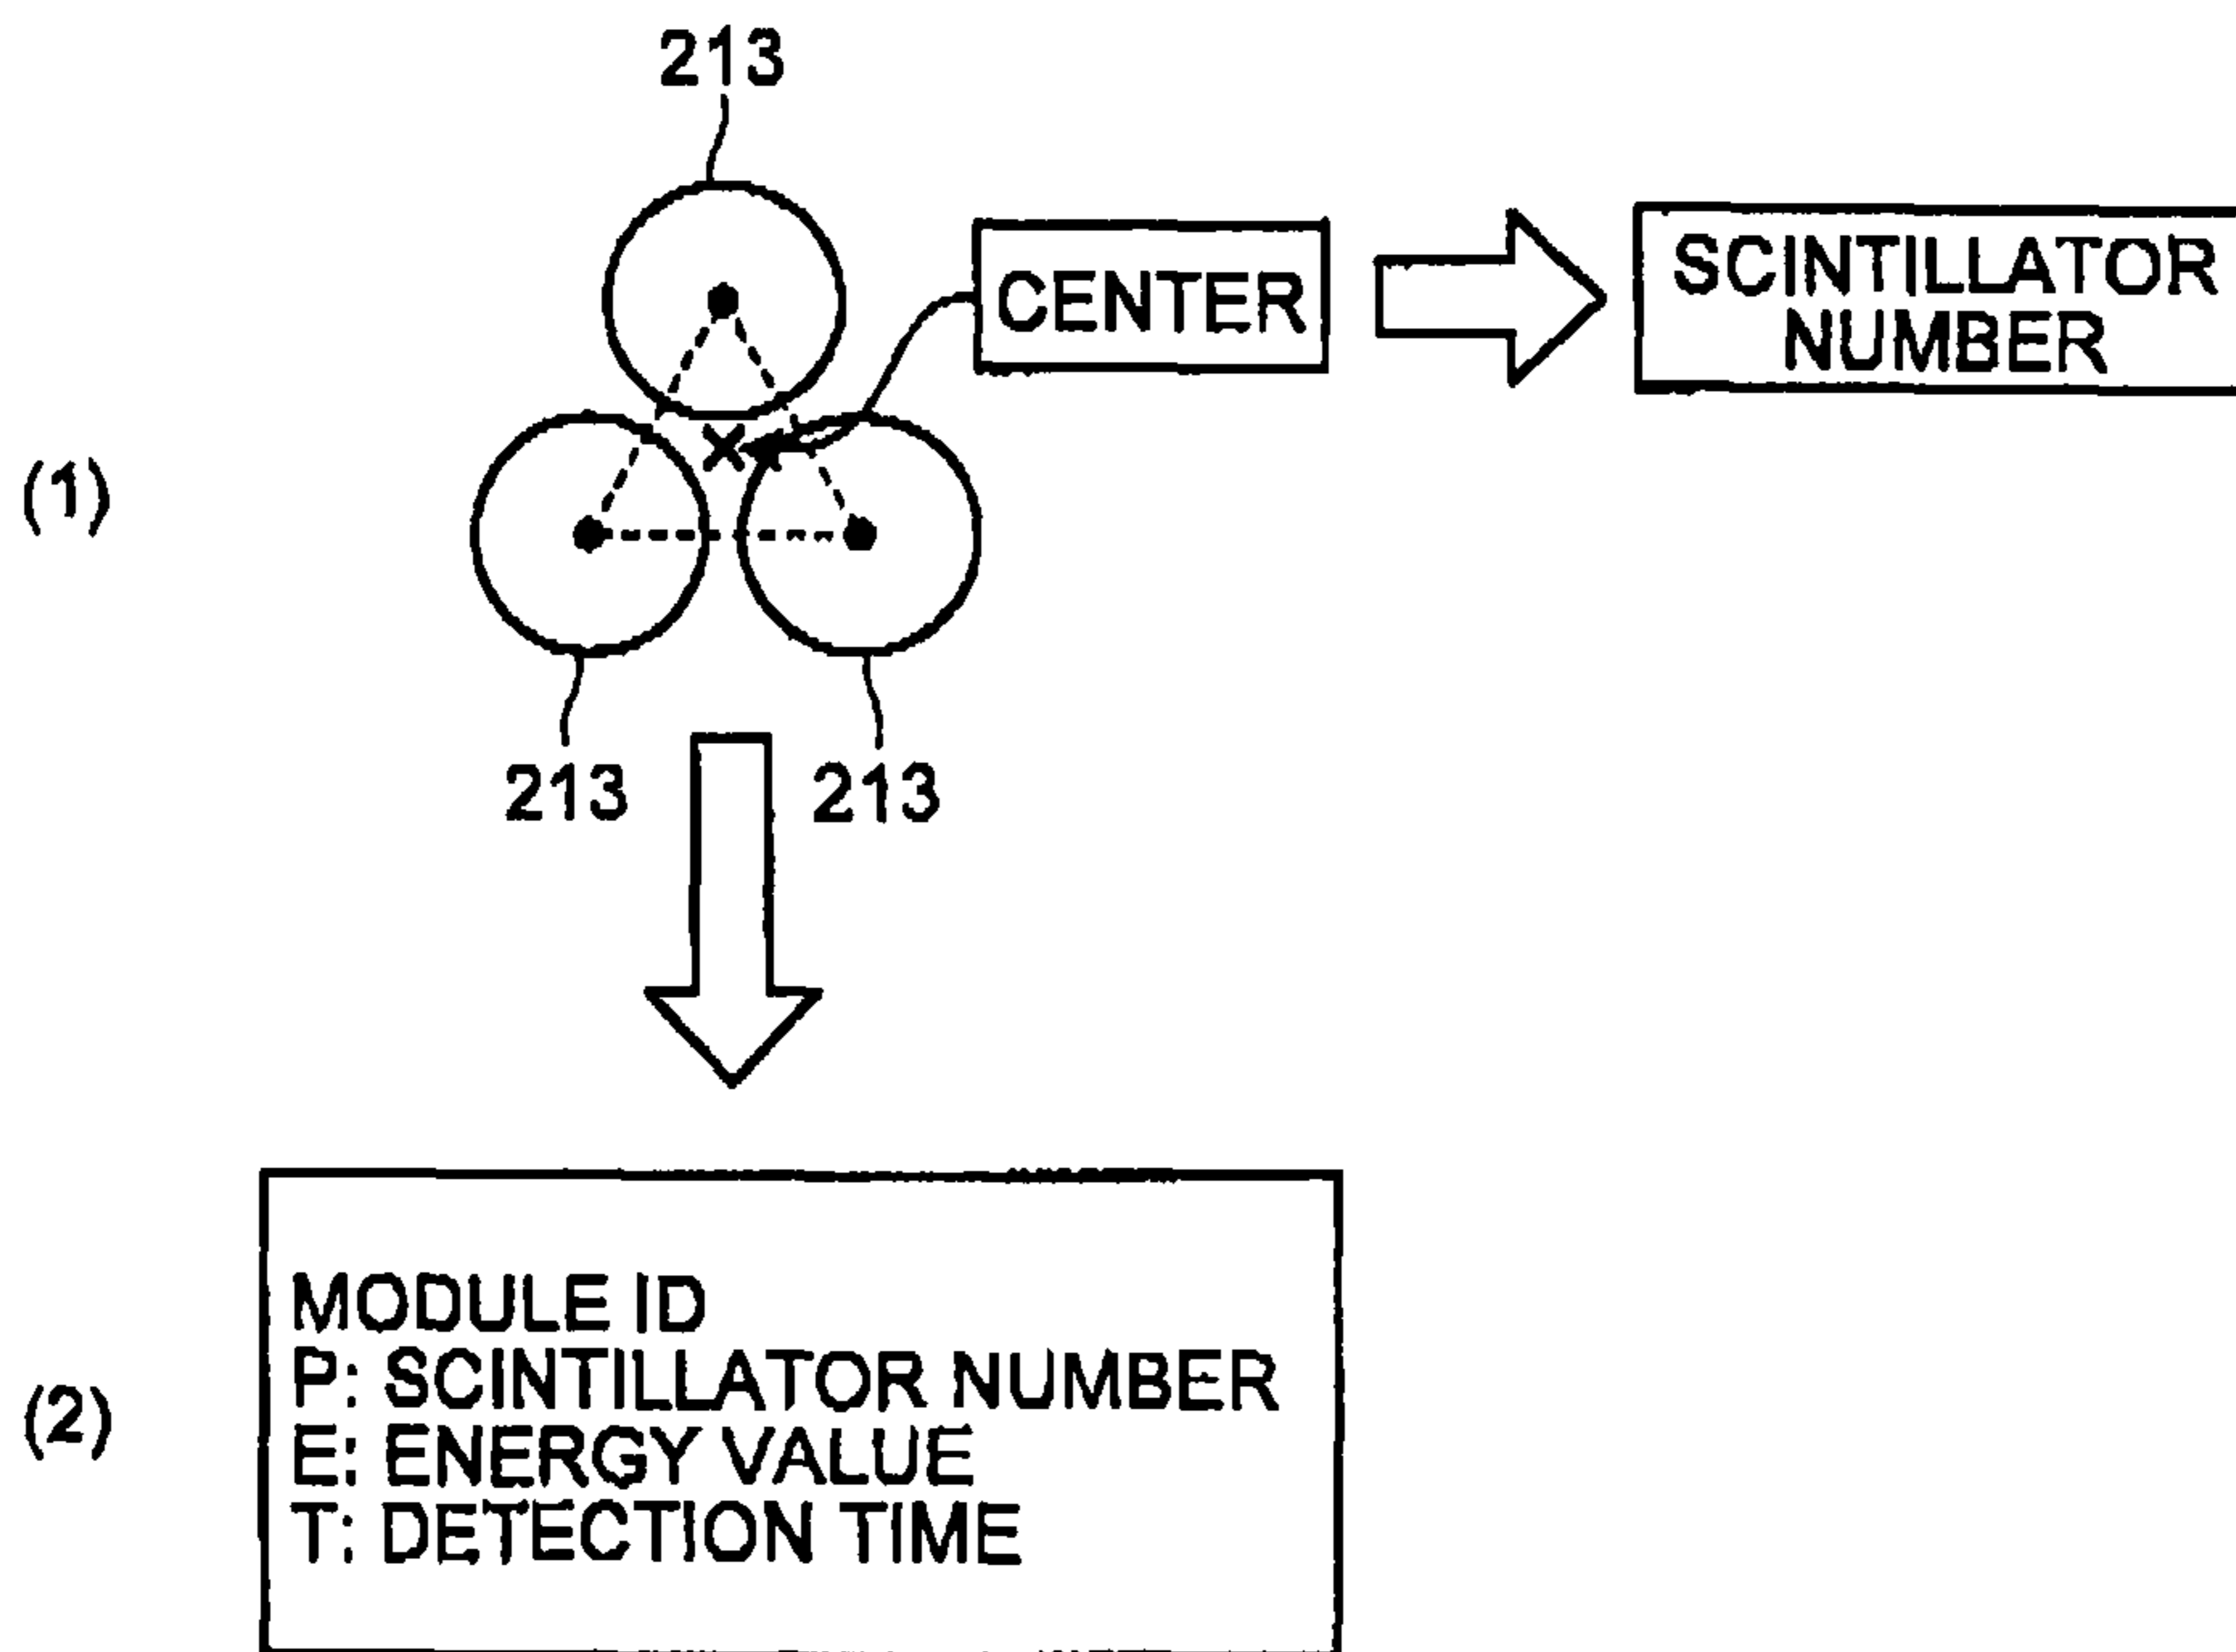 213
CENTER
SCINTILLATOR
NUMBER
(1)
213
213
(2)
MODULE ID
P: SCINTILLATOR NUMBER
E: ENERGY VALUE
T: DETECTION TIME